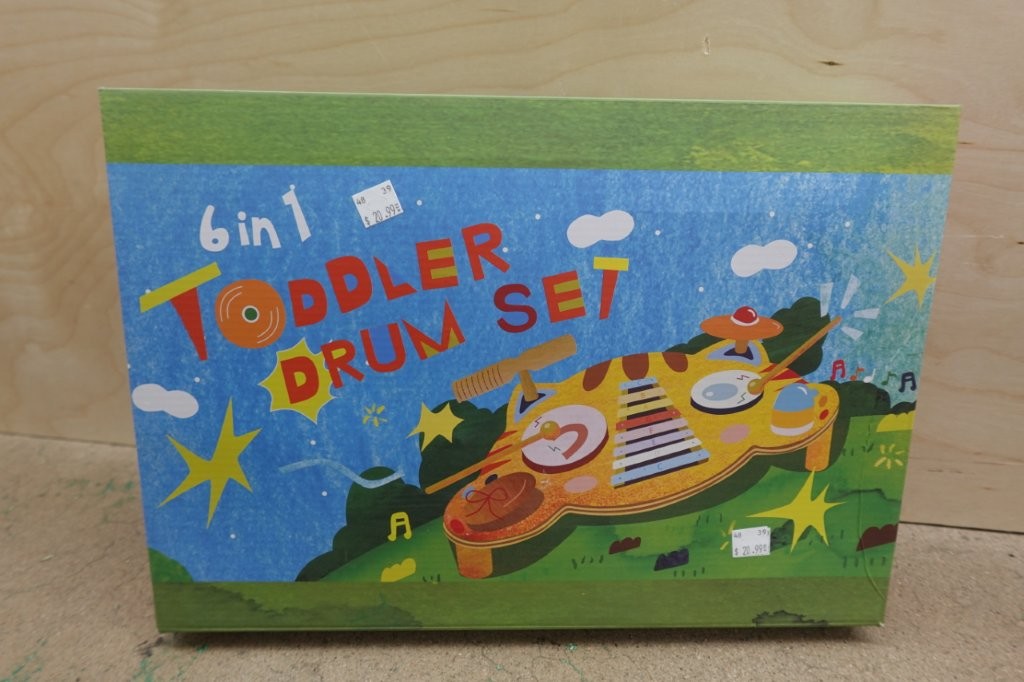 6 in 1
48 39
$ 20.99
TODDLER
DRUM SET
48 39
$ 20.99